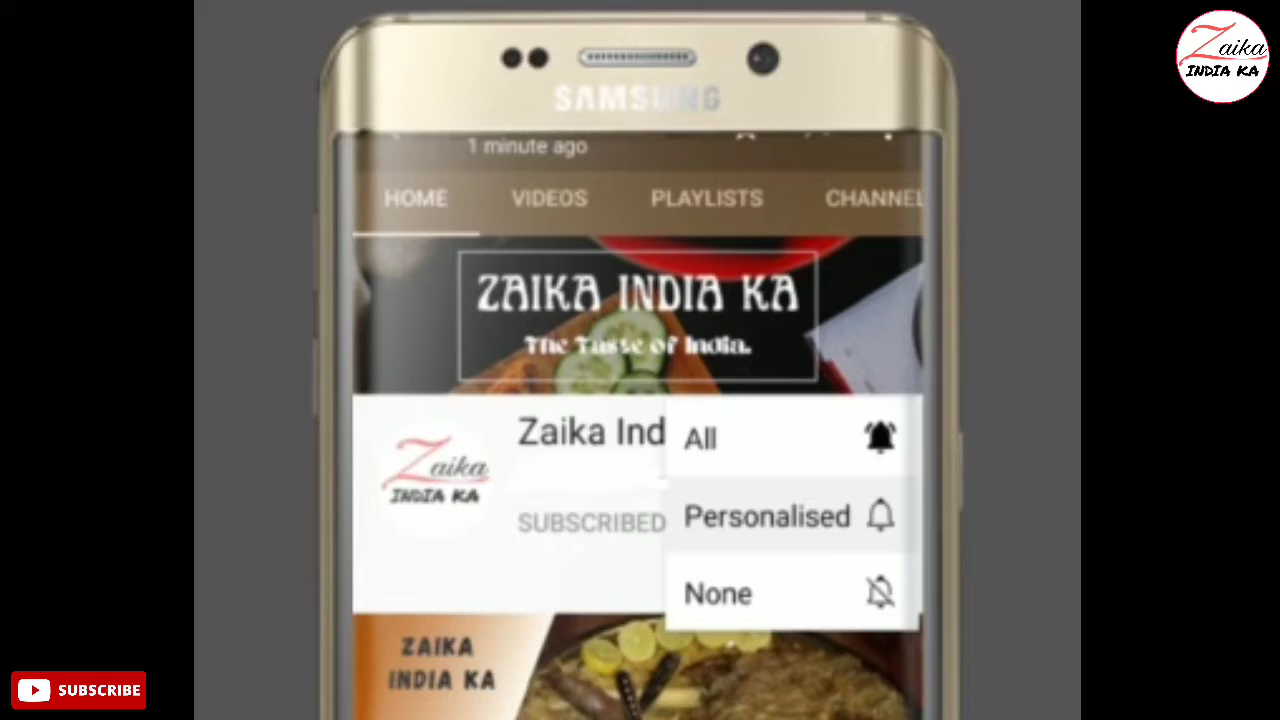 Zaika
INDIA KA
SAMSUNG
1 minute ago
HOME VIDEOS PLAYLISTS CHANNEL
ZAIKA INDIA KA
The Taste of India.
Zaika Ind
All
Zaika
INDIA KA
SUBSCRIBED
Personalised
None
ZAIKA
INDIA KA
SUBSCRIBE